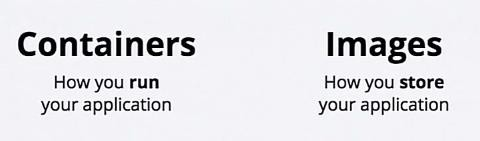 Containers
How you run
your application
Images
How you store
your application